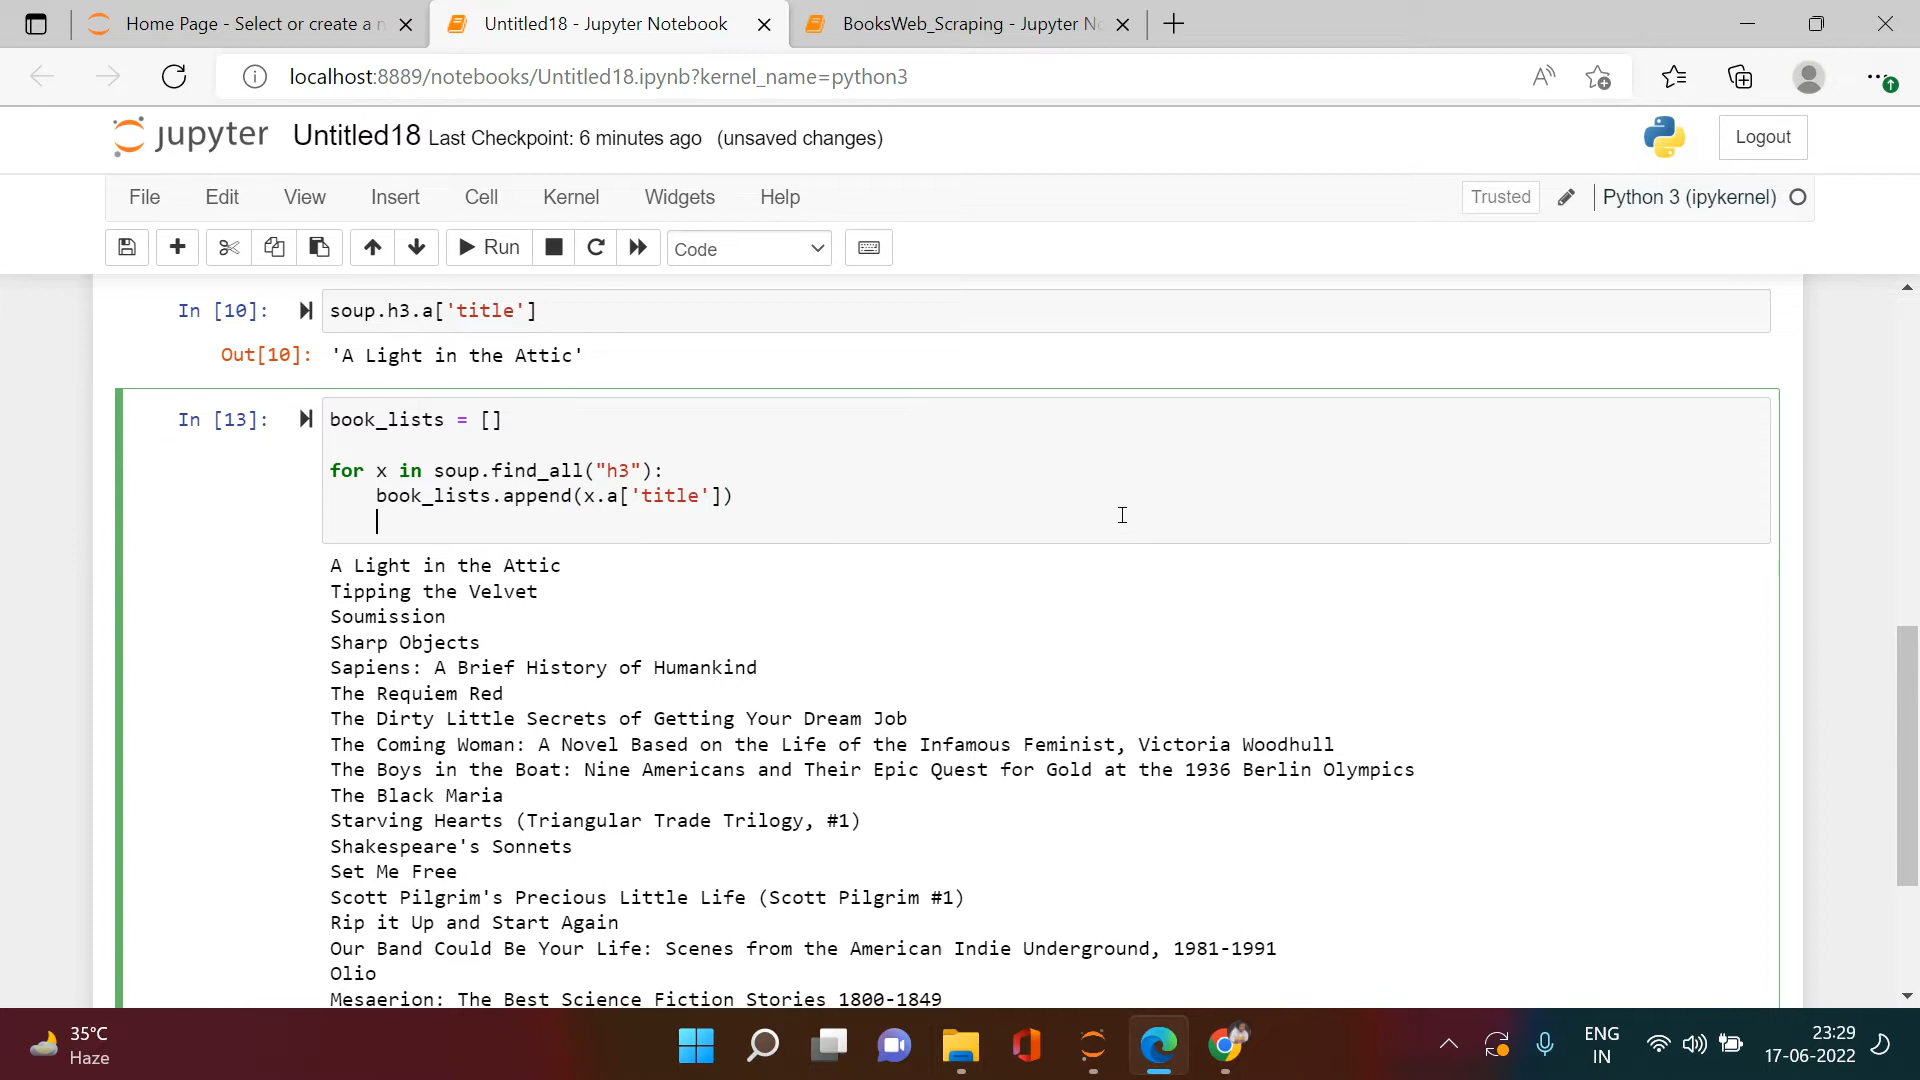 Home Page - Select or create a n
Untitled18 - Jupyter Notebook
BooksWeb_Scraping - Jupyter No
localhost:8889/notebooks/Untitled18.ipynb?kernel_name=python3
jupyter Untitled18 Last Checkpoint: 6 minutes ago (unsaved changes)
Logout
File Edit View Insert Cell Kernel Widgets Help
Trusted Python 3 (ipykernel)
Run Code
In [10]: soup.h3.a['title']
Out[10]: 'A Light in the Attic'
In [13]: book_lists = []
for x in soup.find_all("h3"):
book_lists.append(x.a['title'])
A Light in the Attic
Tipping the Velvet
Soumission
Sharp Objects
Sapiens: A Brief History of Humankind
The Requiem Red
The Dirty Little Secrets of Getting Your Dream Job
The Coming Woman: A Novel Based on the Life of the Infamous Feminist, Victoria Woodhull
The Boys in the Boat: Nine Americans and Their Epic Quest for Gold at the 1936 Berlin Olympics
The Black Maria
Starving Hearts (Triangular Trade Trilogy, #1)
Shakespeare's Sonnets
Set Me Free
Scott Pilgrim's Precious Little Life (Scott Pilgrim #1)
Rip it Up and Start Again
Our Band Could Be Your Life: Scenes from the American Indie Underground, 1981-1991
Olio
Mesaerion: The Best Science Fiction Stories 1800-1849
35°C
Haze
ENG
IN
23:29
17-06-2022